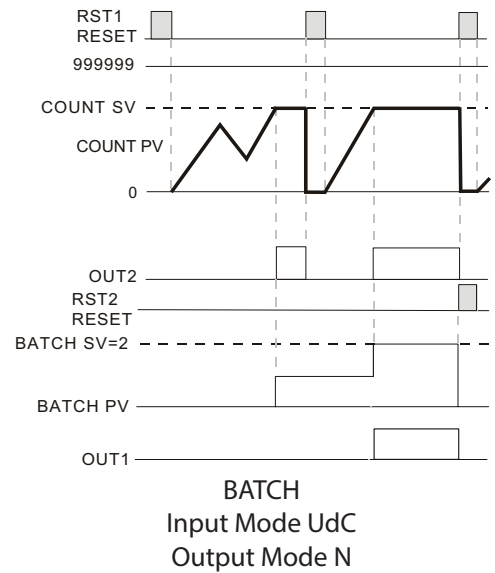 RST1
RESET
999999
COUNT SV
COUNT PV
0
OUT2
RST2
RESET
BATCH SV=2
BATCH PV
OUT1
BATCH
Input Mode UdC
Output Mode N